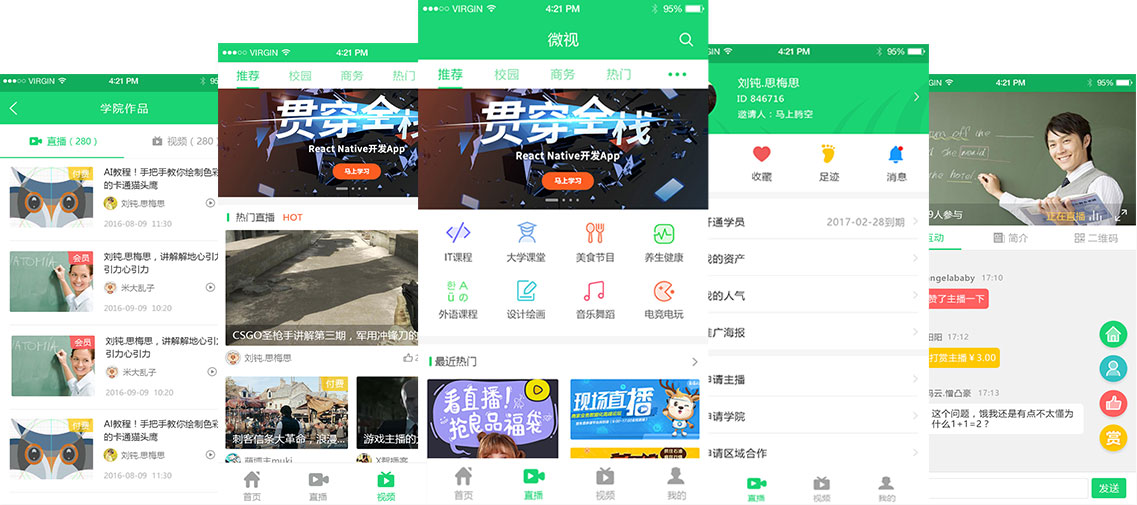 ●●●○○ VIRGIN 4:21 PM 95
学院作品
直播 ( 280 )
视频 ( 280 )
付费
AI教程！手把手教你绘制色彩
的卡通猫头鹰
刘钝.思梅思
2016-08-09 11:30
会员
刘钝.思梅思，讲解解地心引
引力心引力
米大乱子
2016-09-09 10:20
会员
刘钝.思梅思，讲解解地心引
引力心引力
米大乱子
2016-09-09 10:20
付费
AI教程！手把手教你绘制色彩
的卡通猫头鹰
刘钝.思梅思
2016-08-09 11:30
●●●○○ VIRGIN 4:21 PM
推荐 校园 商务 热门
贯穿全栈
React Native开发App
马上学习
热门直播 HOT
CSGO圣枪手讲解第三期，军用冲锋刀的
刘钝.思梅思
付费
刺客信条大革命，浪漫...
游戏主播的
萌博主muki
X智播客
首页 直播 视频
●●●○○ VIRGIN 4:21 PM 95%
微视
推荐 校园 商务 热门
贯穿全栈
React Native开发App
马上学习
IT课程 大学课堂 美食节目 养生健康
外语课程 设计绘画 音乐舞蹈 电竞电玩
最近热门
看直播!
抢良品福袋
现场直播
首页 直播 视频 我的
GIN 4:21 PM 95%
刘钝.思梅思
ID 846716
邀请人：马上腾空
收藏 足迹 消息
开通学员 2017-02-28到期
我的资产
我的人气
推广海报
申请主播
申请学院
申请区域合作
直播 视频 我的
GIN 4:21 PM 95%
9人参与
正在直播
互动 简介 二维码
angelababy 17:10
赞了主播一下
阳 17:12
打赏主播￥3.00
云.憎凸豪 17:13
这个问题，饿我还是有点不太懂为
什么1+1=2？
赏
发送